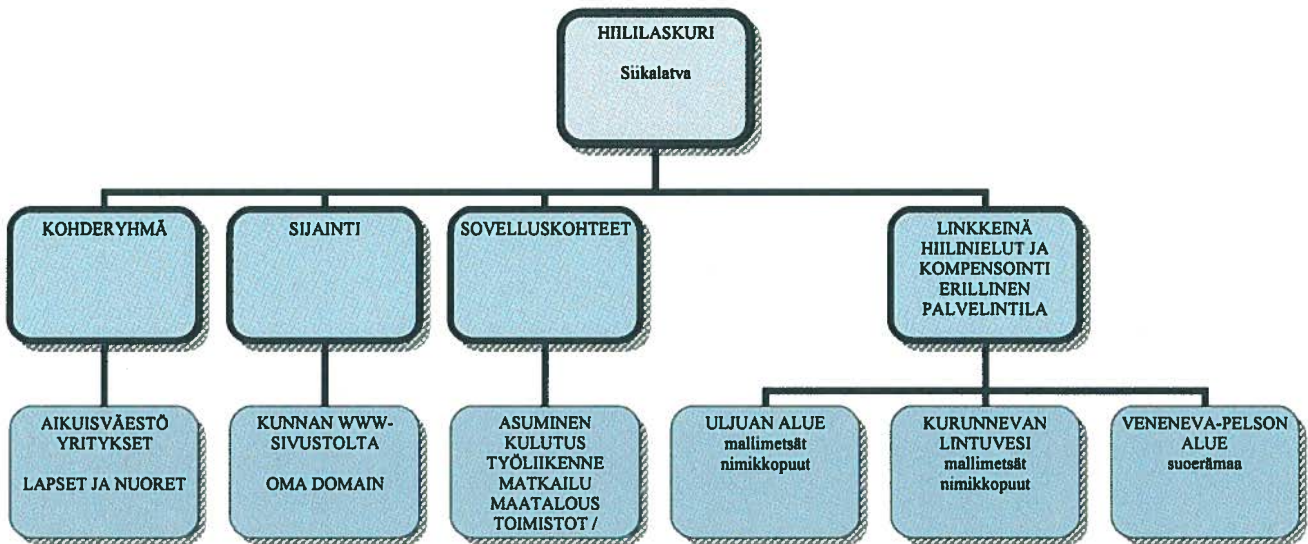 HIILILASKURI
Siikalatva
KOHDERYHMÄ
SIJAINTI
SOVELLUSKOHTEET
LINKKEINÄ
HIILINIELUT JA
KOMPENSOINTI
ERILLINEN
PALVELINTILA
AIKUISVÄESTÖ
YRITYKSET
LAPSET JA NUORET
KUNNAN WWW-
SIVUSTOLTA
OMA DOMAIN
ASUMINEN
KULUTUS
TYÖLIIKENNE
MATKAILU
MAATALOUS
TOIMISTOT /
ULJUAN ALUE
mallimetsät
nimikkopuut
KURUNNEVAN
LINTUVESI
mallimetsät
nimikkopuut
VENENEVA-PELSON
ALUE
suoerämaa